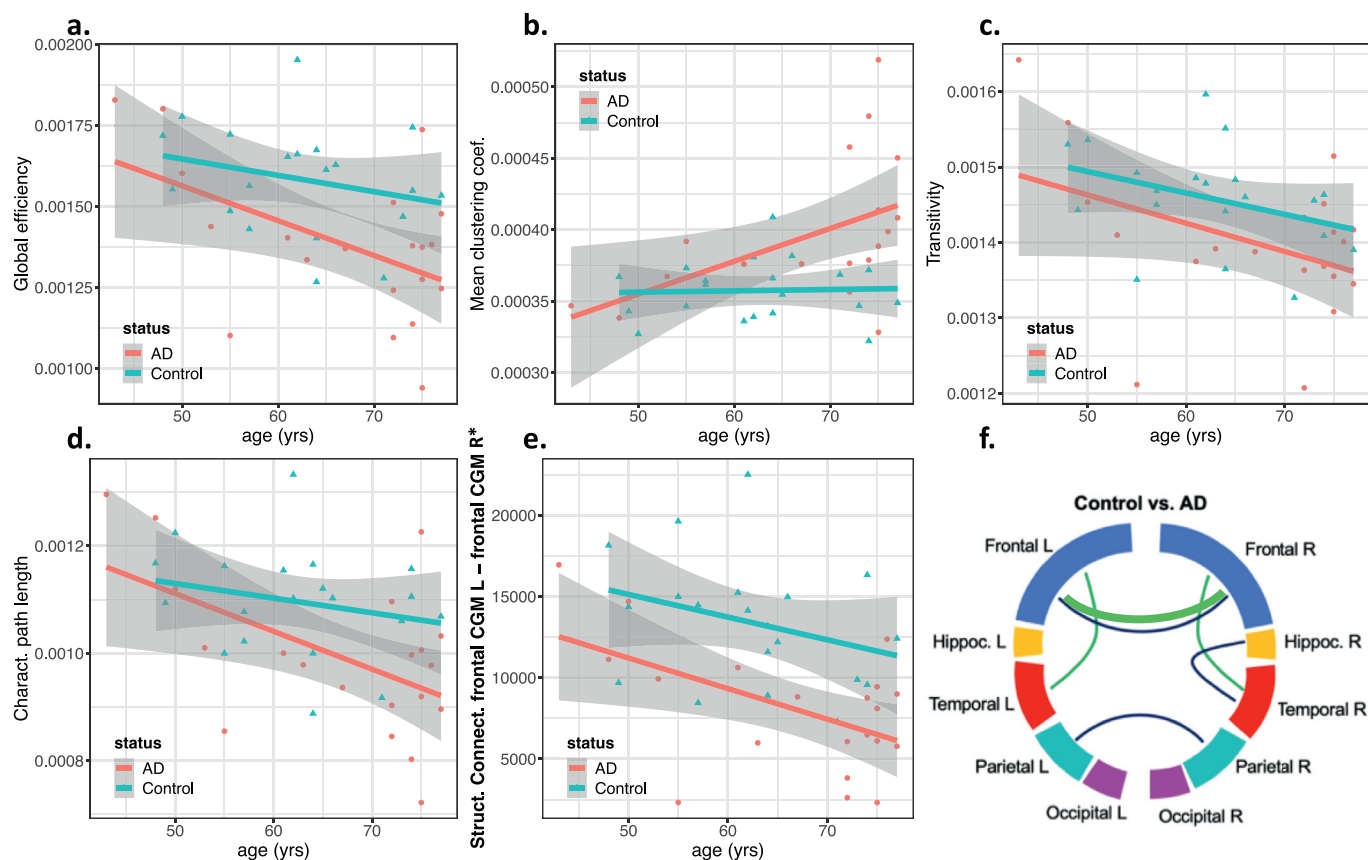 a.
0.00200
0.00175
0.00150
0.00125
0.00100
Global efficiency
status
AD
Control
50
60
70
age (yrs)
b.
0.00050
0.00045
0.00040
0.00035
0.00030
Mean clustering coef.
status
AD
Control
50
60
70
age (yrs)
c.
0.0016
0.0015
0.0014
0.0013
0.0012
Transitivity
status
AD
Control
50
60
70
age (yrs)
d.
0.0012
0.0010
0.0008
Charact. path length
status
AD
Control
50
60
70
age (yrs)
e.
20000
15000
10000
5000
Struct. Connect. frontal CGM L – frontal CGM R*
status
AD
Control
50
60
70
age (yrs)
f.
Control vs. AD
Frontal L
Frontal R
Hippoc. L
Hippoc. R
Temporal L
Temporal R
Parietal L
Parietal R
Occipital L
Occipital R